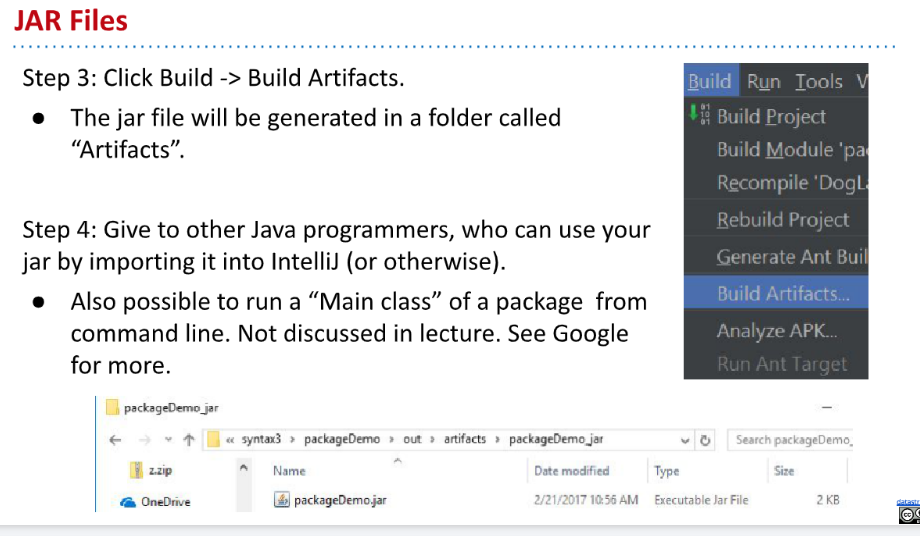 JAR Files
Step 3: Click Build -> Build Artifacts.
● The jar file will be generated in a folder called
“Artifacts”.
Step 4: Give to other Java programmers, who can use your
jar by importing it into IntelliJ (or otherwise).
● Also possible to run a “Main class” of a package from
command line. Not discussed in lecture. See Google
for more.
Build Run Tools V
Build Project
Build Module 'pa
Recompile 'DogL
Rebuild Project
Generate Ant Buil
Build Artifacts...
Analyze APK...
Run Ant Target
packageDemo_jar
« syntax3 › packageDemo › out › artifacts › packageDemo_jar
Search packageDemo_
z.zip
Name Date modified Type Size
OneDrive
packageDemo.jar 2/21/2017 10:56 AM Executable Jar File 2 KB
datastr